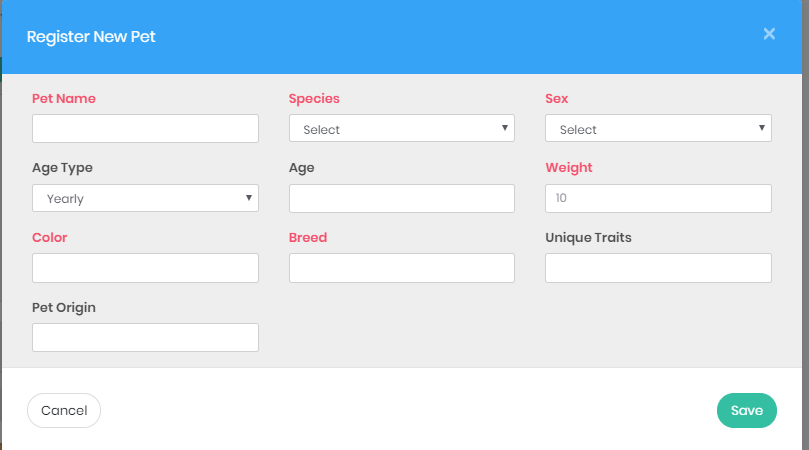 Register New Pet ×
Pet Name Species Sex
Select Select
Age Type Age Weight
Yearly 10
Color Breed Unique Traits
Pet Origin
Cancel Save